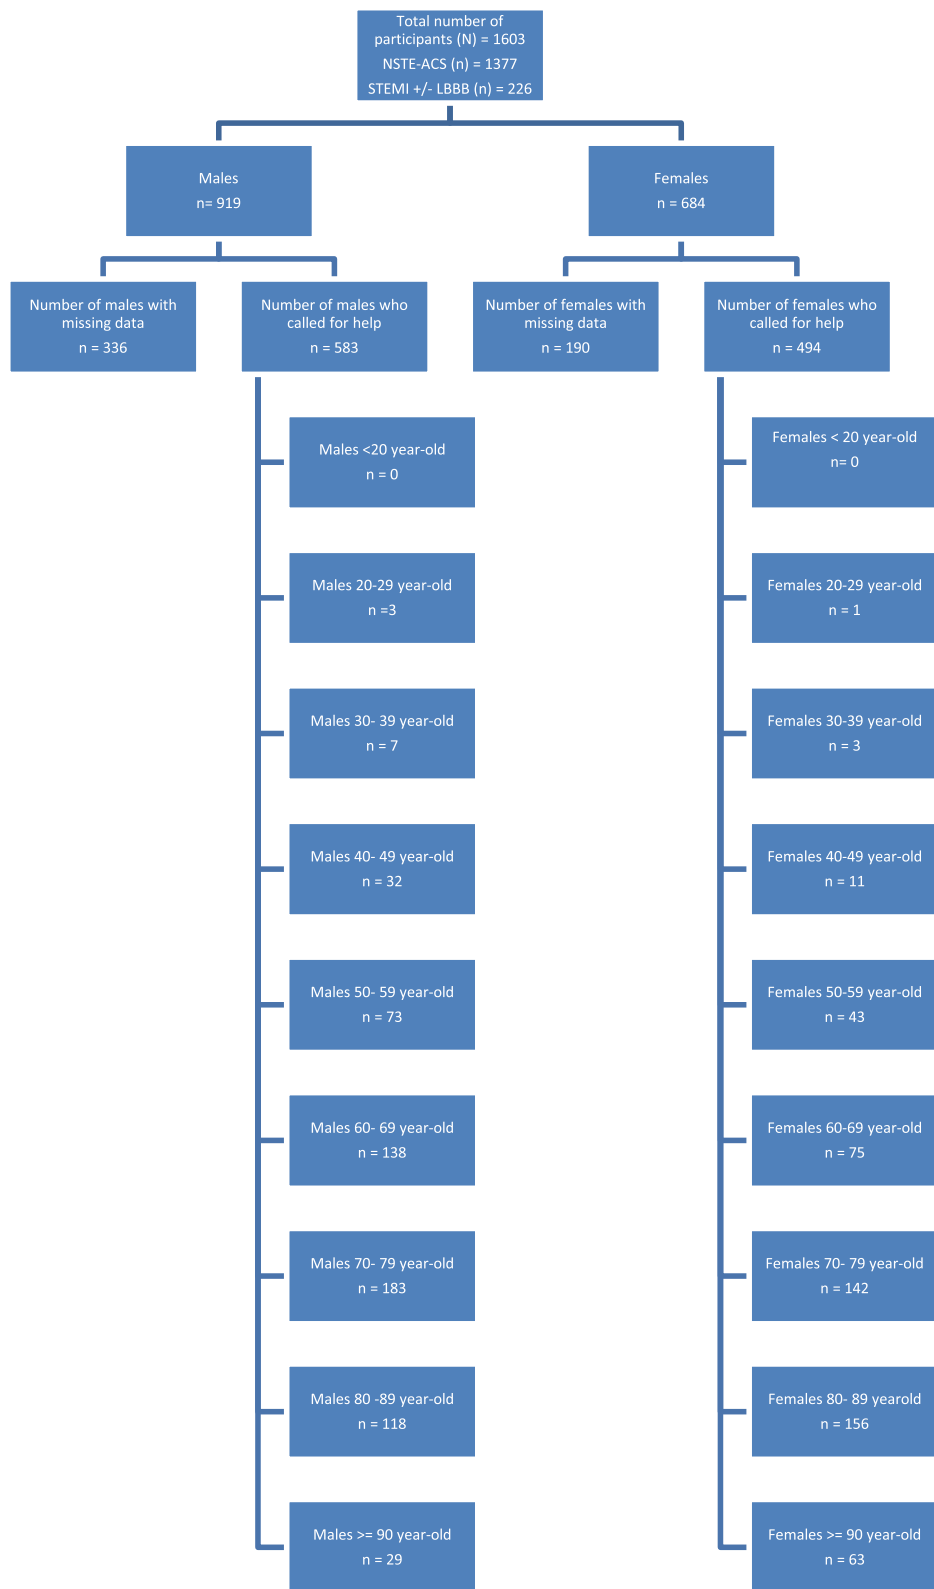 Total number of
participants (N) = 1603
NSTE-ACS (n) = 1377
STEMI +/- LBBB (n) = 226
Males
n= 919
Females
n = 684
Number of males with
missing data
n = 336
Number of males who
called for help
n = 583
Number of females with
missing data
n = 190
Number of females who
called for help
n = 494
Males <20 year-old
n = 0
Females < 20 year-old
n= 0
Males 20-29 year-old
n =3
Females 20-29 year-old
n = 1
Males 30- 39 year-old
n = 7
Females 30-39 year-old
n = 3
Males 40- 49 year-old
n = 32
Females 40-49 year-old
n = 11
Males 50- 59 year-old
n = 73
Females 50-59 year-old
n = 43
Males 60- 69 year-old
n = 138
Females 60-69 year-old
n = 75
Males 70- 79 year-old
n = 183
Females 70- 79 year-old
n = 142
Males 80 -89 year-old
n = 118
Females 80- 89 yearold
n = 156
Males >= 90 year-old
n = 29
Females >= 90 year-old
n = 63